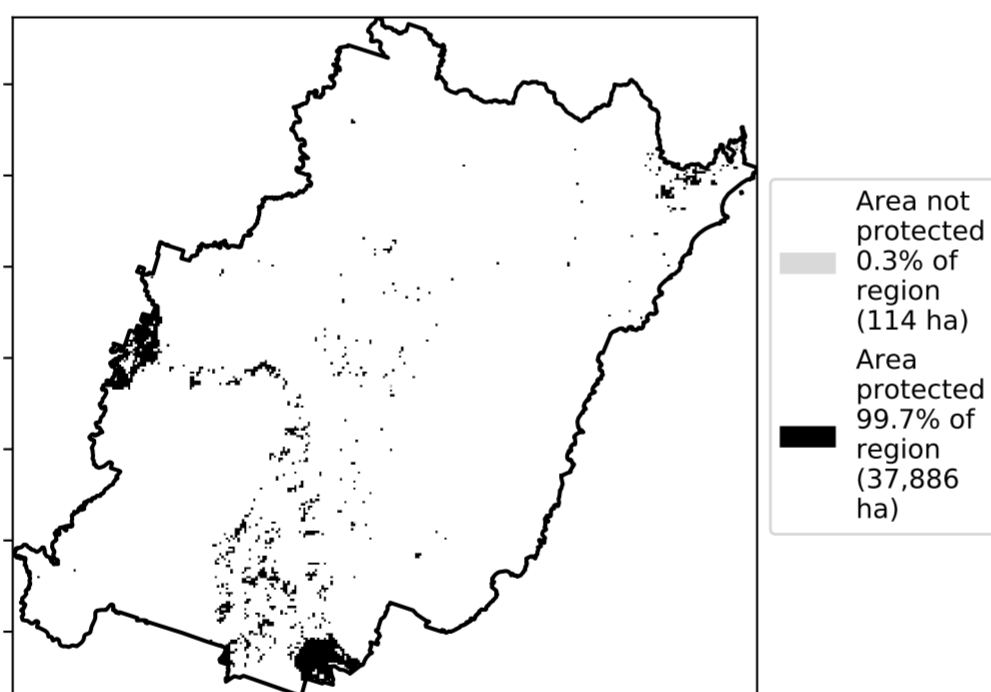 Area not
protected
0.3% of
region
(114 ha)
Area
protected
99.7% of
region
(37,886
ha)